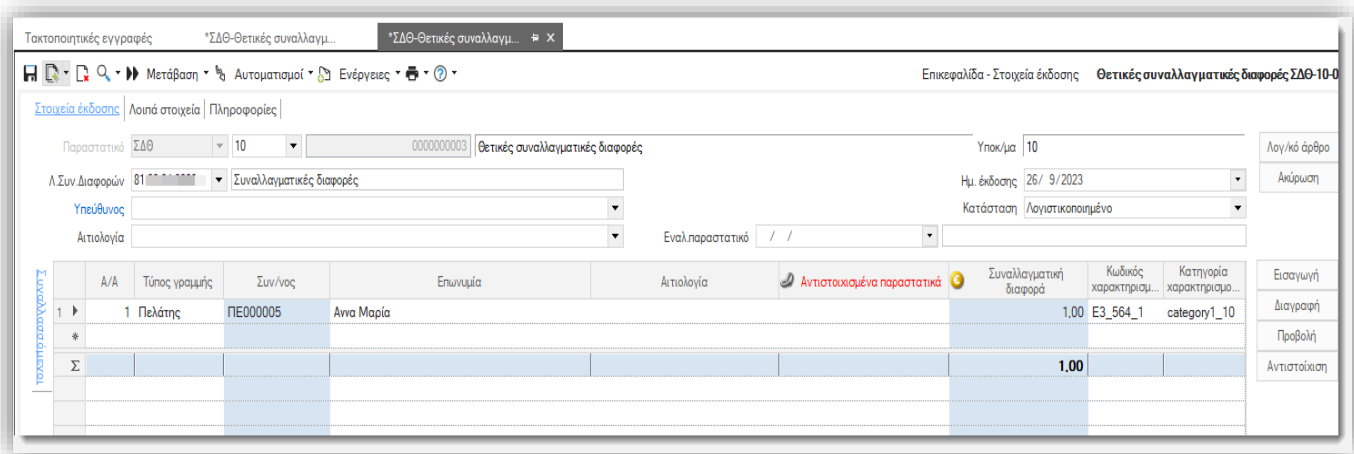 Τακτοποιητικές εγγραφές *ΣΔΘ-Θετικές συναλλαγμ... *ΣΔΘ-Θετικές συναλλαγμ... X
Μετάβαση Αυτοματισμοί Ενέργειες Επικεφαλίδα - Στοιχεία έκδοσης Θετικές συναλλαγματικές διαφορές ΣΔΘ-10-0
Στοιχεία έκδοσης Λοιπά στοιχεία Πληροφορίες
Παραστατικό ΣΔΘ 10 0000000003 Θετικές συναλλαγματικές διαφορές Υποκ/μα 10 Λογ/κό άρθρο
Λ.Συν.Διαφορών 81 Συναλλαγματικές διαφορές Ημ. έκδοσης 26/ 9/2023 Ακύρωση
Υπεύθυνος Κατάσταση Λογιστικοποιημένο
Αιτιολογία Εναλ.παραστατικό / /
Συναλλασσόμενοι
Α/Α Τύπος γραμμής Συν/νος Επωνυμία Αιτιολογία Αντιστοιχισμένα παραστατικά Συναλλαγματική διαφορά Κωδικός χαρακτηρισμ... Κατηγορία χαρακτηρισμο... Εισαγωγή
1 1 Πελάτης ΠΕ000005 Αννα Μαρία 1,00 E3_564_1 category1_10 Διαγραφή
* Προβολή
Σ 1,00 Αντιστοίχιση